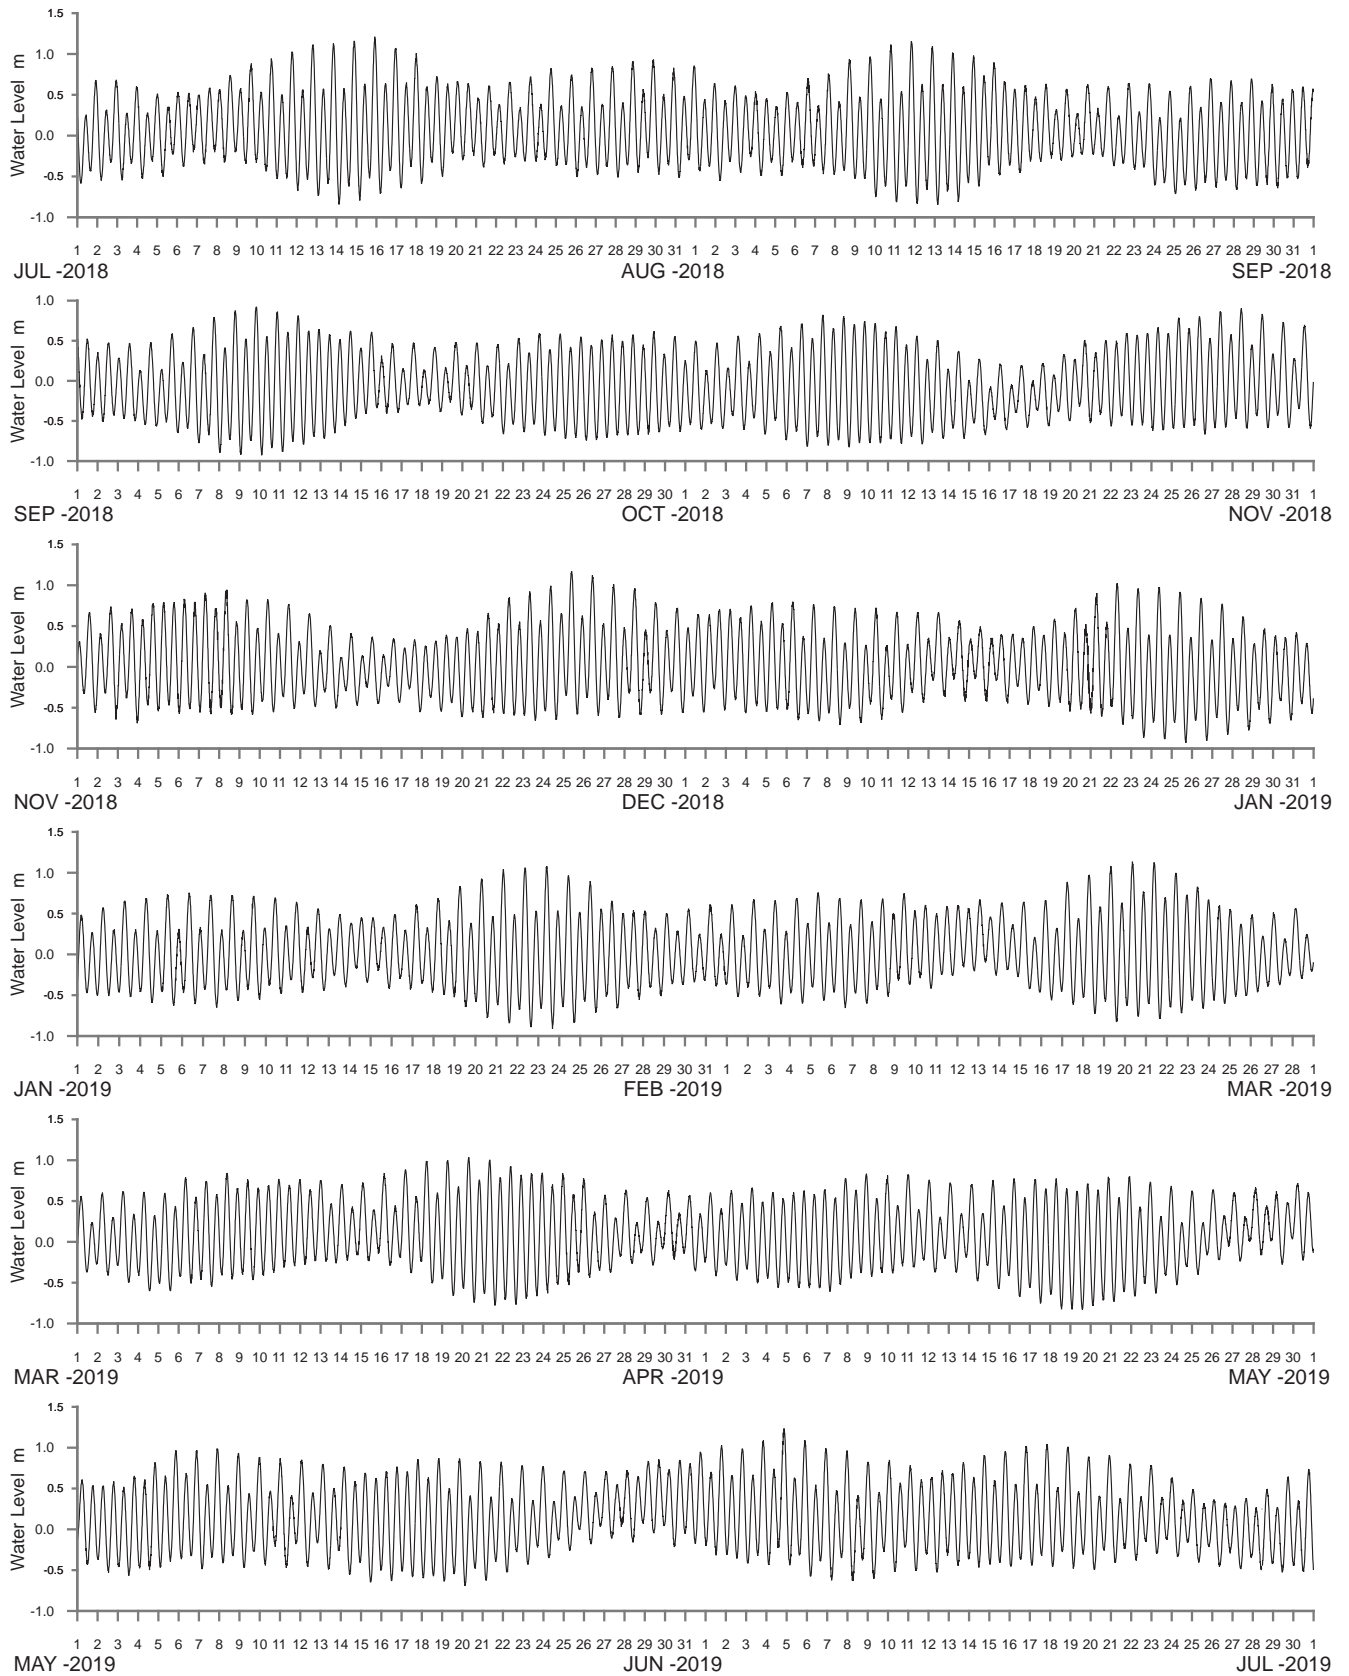 1.5
1.0
0.5
0.0
-0.5
-1.0
Water Level m
1 2 3 4 5 6 7 8 9 10 11 12 13 14 15 16 17 18 19 20 21 22 23 24 25 26 27 28 29 30 31 1 2 3 4 5 6 7 8 9 10 11 12 13 14 15 16 17 18 19 20 21 22 23 24 25 26 27 28 29 30 31 1
JUL -2018 AUG -2018 SEP -2018
1.0
0.5
0.0
-0.5
-1.0
Water Level m
1 2 3 4 5 6 7 8 9 10 11 12 13 14 15 16 17 18 19 20 21 22 23 24 25 26 27 28 29 30 1 2 3 4 5 6 7 8 9 10 11 12 13 14 15 16 17 18 19 20 21 22 23 24 25 26 27 28 29 30 31 1
SEP -2018 OCT -2018 NOV -2018
1.5
1.0
0.5
0.0
-0.5
-1.0
Water Level m
1 2 3 4 5 6 7 8 9 10 11 12 13 14 15 16 17 18 19 20 21 22 23 24 25 26 27 28 29 30 1 2 3 4 5 6 7 8 9 10 11 12 13 14 15 16 17 18 19 20 21 22 23 24 25 26 27 28 29 30 31 1
NOV -2018 DEC -2018 JAN -2019
1.5
1.0
0.5
0.0
-0.5
-1.0
Water Level m
1 2 3 4 5 6 7 8 9 10 11 12 13 14 15 16 17 18 19 20 21 22 23 24 25 26 27 28 29 30 31 1 2 3 4 5 6 7 8 9 10 11 12 13 14 15 16 17 18 19 20 21 22 23 24 25 26 27 28 1
JAN -2019 FEB -2019 MAR -2019
1.5
1.0
0.5
0.0
-0.5
-1.0
Water Level m
1 2 3 4 5 6 7 8 9 10 11 12 13 14 15 16 17 18 19 20 21 22 23 24 25 26 27 28 29 30 31 1 2 3 4 5 6 7 8 9 10 11 12 13 14 15 16 17 18 19 20 21 22 23 24 25 26 27 28 29 30 1
MAR -2019 APR -2019 MAY -2019
1.5
1.0
0.5
0.0
-0.5
-1.0
Water Level m
1 2 3 4 5 6 7 8 9 10 11 12 13 14 15 16 17 18 19 20 21 22 23 24 25 26 27 28 29 30 31 1 2 3 4 5 6 7 8 9 10 11 12 13 14 15 16 17 18 19 20 21 22 23 24 25 26 27 28 29 30 1
MAY -2019 JUN -2019 JUL -2019